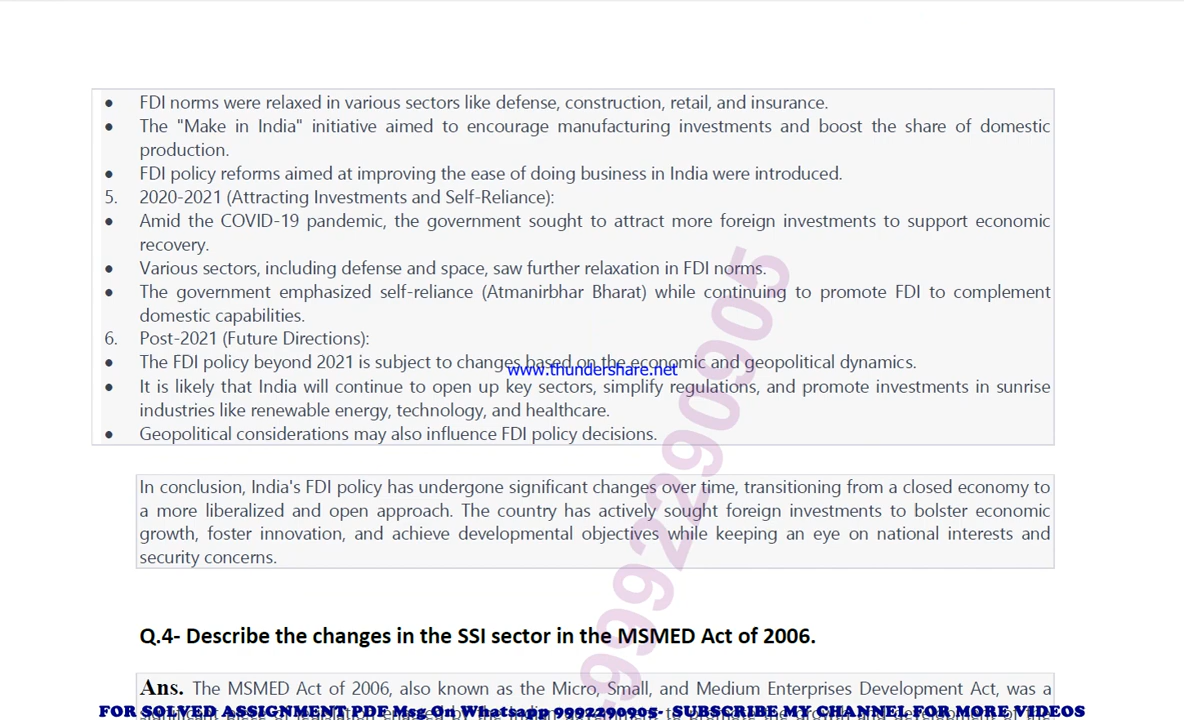 • FDI norms were relaxed in various sectors like defense, construction, retail, and insurance.
• The "Make in India" initiative aimed to encourage manufacturing investments and boost the share of domestic
production.
• FDI policy reforms aimed at improving the ease of doing business in India were introduced.
5. 2020-2021 (Attracting Investments and Self-Reliance):
• Amid the COVID-19 pandemic, the government sought to attract more foreign investments to support economic
recovery.
• Various sectors, including defense and space, saw further relaxation in FDI norms.
• The government emphasized self-reliance (Atmanirbhar Bharat) while continuing to promote FDI to complement
domestic capabilities.
6. Post-2021 (Future Directions):
• The FDI policy beyond 2021 is subject to changes based on the economic and geopolitical dynamics.
www.thundershare.net
• It is likely that India will continue to open up key sectors, simplify regulations, and promote investments in sunrise
industries like renewable energy, technology, and healthcare.
• Geopolitical considerations may also influence FDI policy decisions.
In conclusion, India's FDI policy has undergone significant changes over time, transitioning from a closed economy to
a more liberalized and open approach. The country has actively sought foreign investments to bolster economic
growth, foster innovation, and achieve developmental objectives while keeping an eye on national interests and
security concerns.
9992290905
Q.4- Describe the changes in the SSI sector in the MSMED Act of 2006.
Ans. The MSMED Act of 2006, also known as the Micro, Small, and Medium Enterprises Development Act, was a
FOR SOLVED ASSIGNMENT PDF Msg On Whatsapp 9992290905- SUBSCRIBE MY CHANNEL FOR MORE VIDEOS